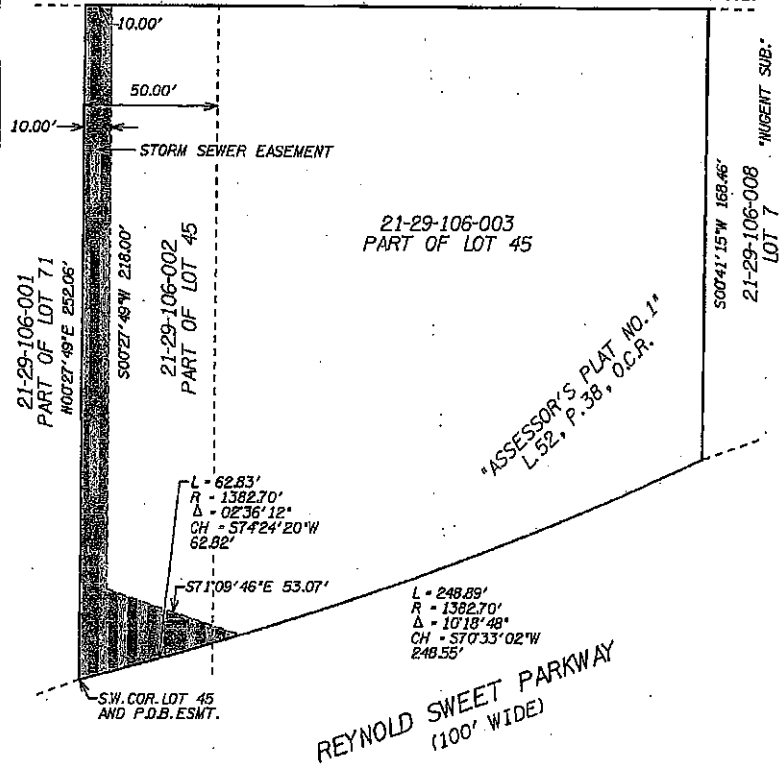 10.00'
50.00'
10.00'
STORM SEWER EASEMENT
21-29-106-001
PART OF LOT 71
N00°27'49"E 252.06'
S00°27'49"W 218.00'
21-29-106-002
PART OF LOT 45
21-29-106-003
PART OF LOT 45
S00°41'15"W 168.46'
21-29-106-008
LOT 7
"NUGENT SUB."
"ASSESSOR'S PLAT NO.1"
L.52, P.38, O.C.R.
L = 62.83'
R = 1382.70'
Δ = 02°36'12"
CH = S74°24'20"W
62.82'
S71°09'46"E 53.07'
L = 248.89'
R = 1382.70'
Δ = 10°18'48"
CH = S70°33'02"W
248.55'
S.W. COR. LOT 45
AND P.O.B. ESMT.
REYNOLD SWEET PARKWAY
(100' WIDE)